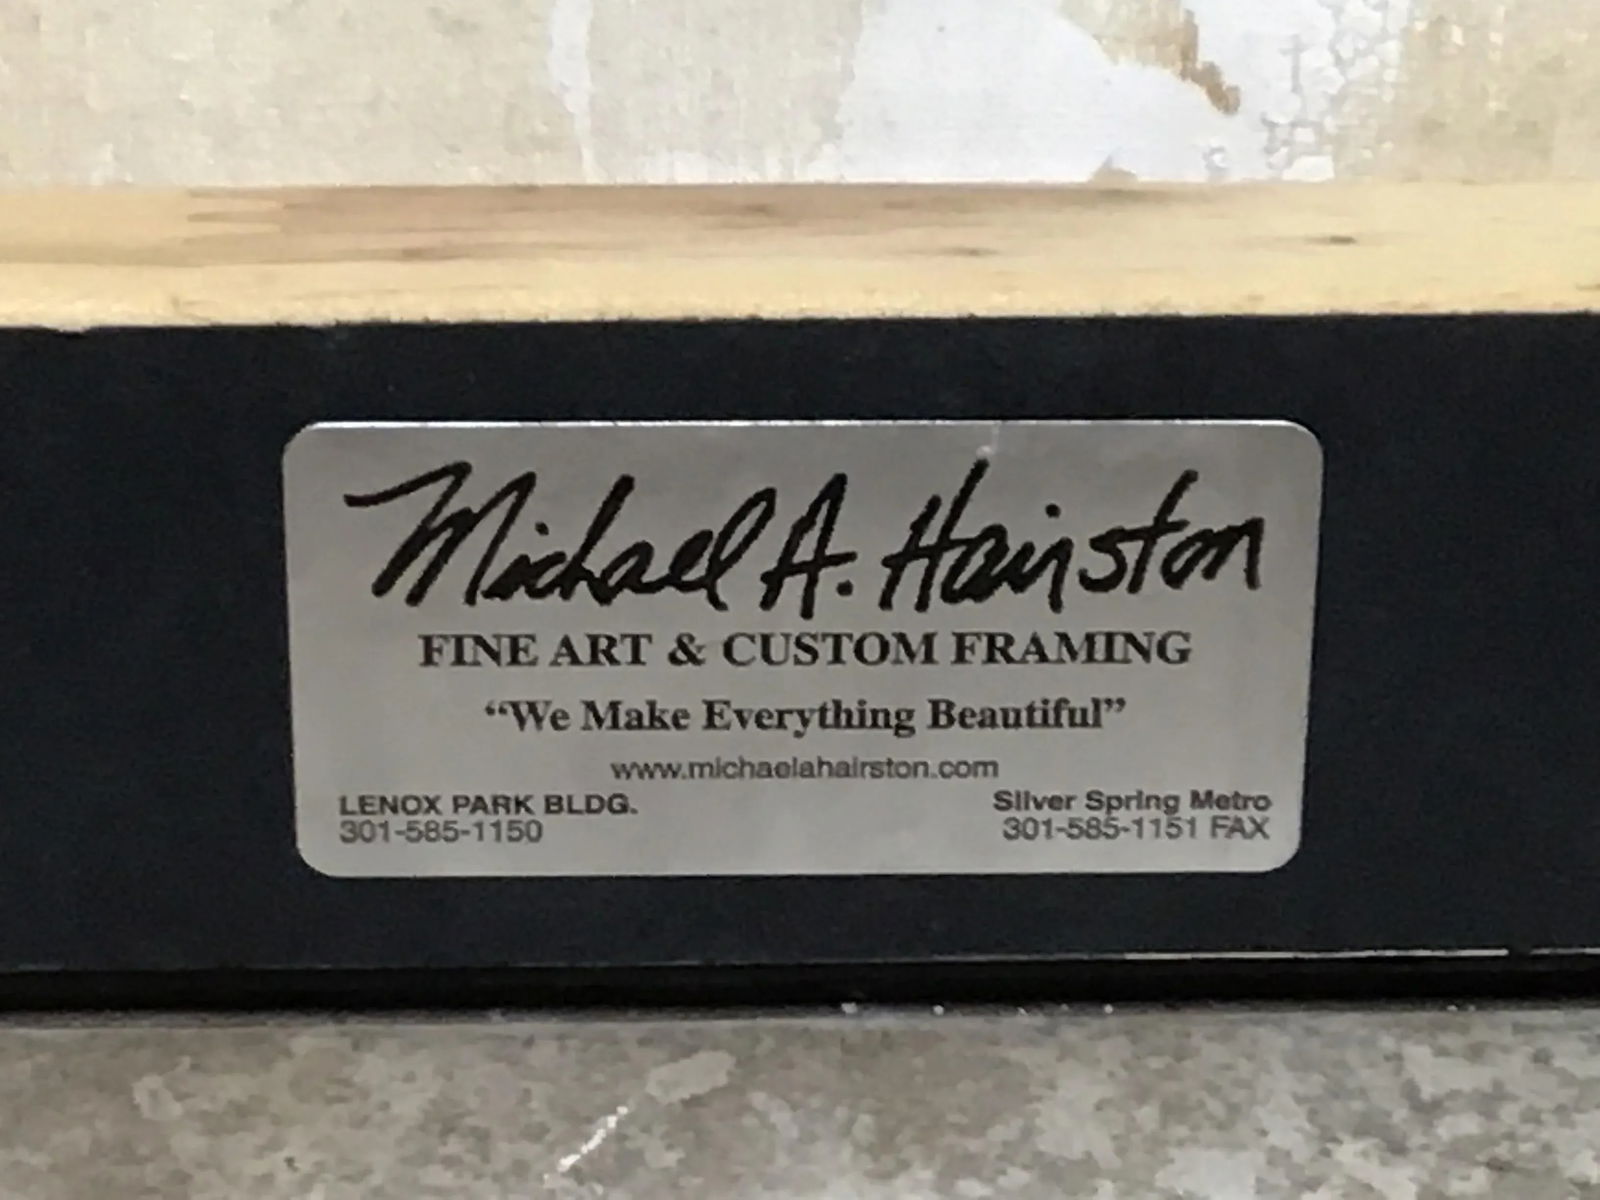 Michael A. Hairston
FINE ART & CUSTOM FRAMING
“We Make Everything Beautiful”
www.michaelahairston.com
LENOX PARK BLDG. Silver Spring Metro
301-585-1150 301-585-1151 FAX